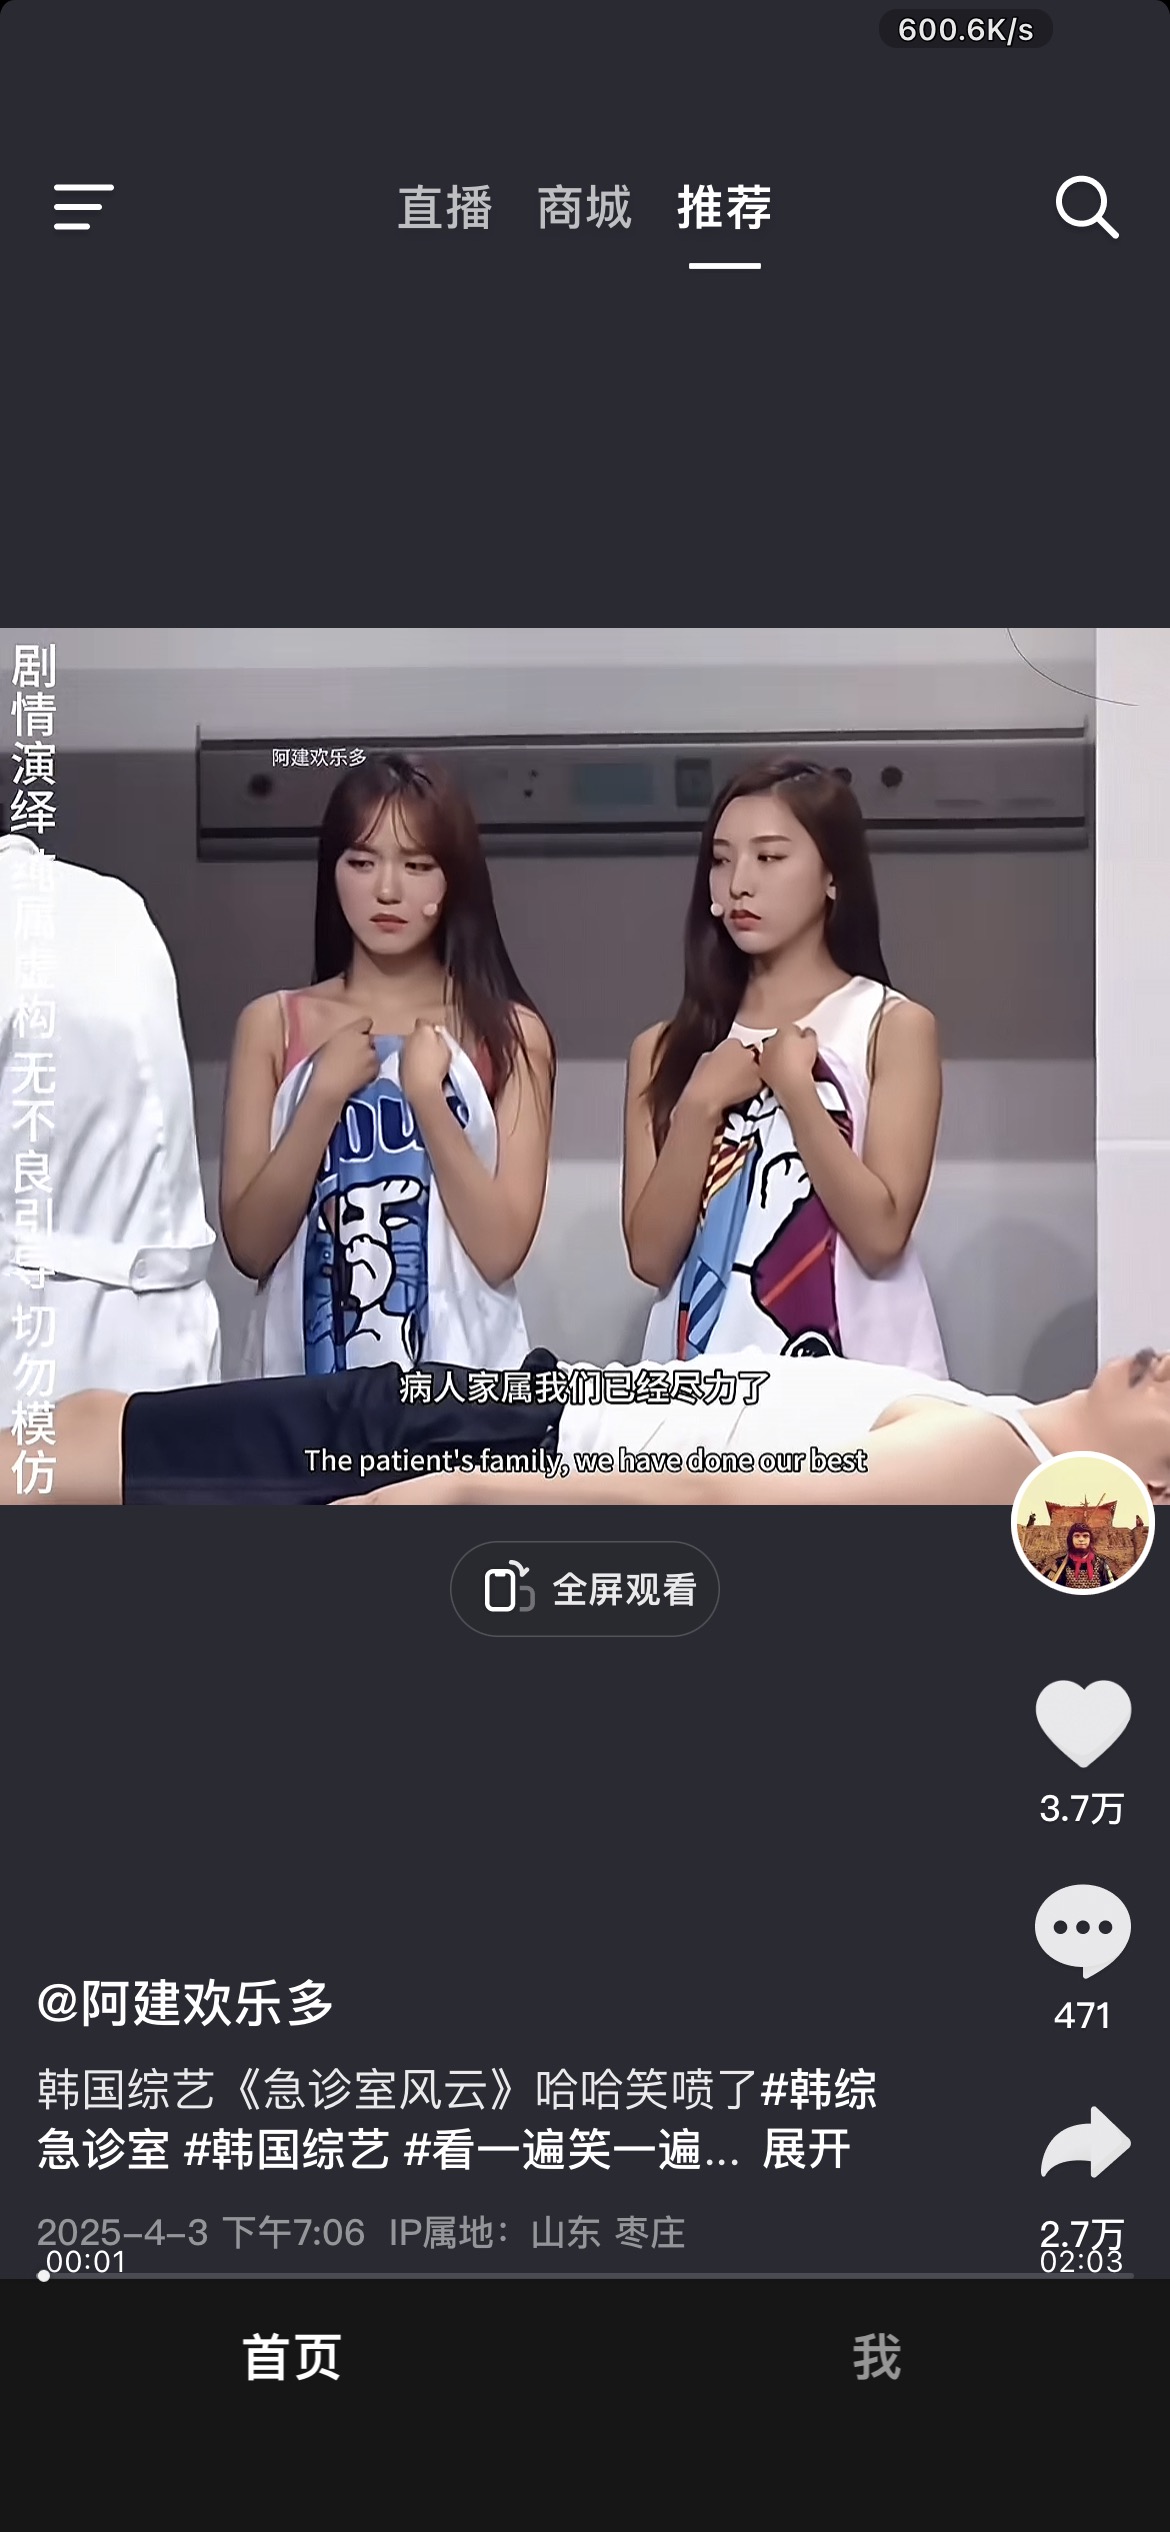 600.6K/s
直播 商城 推荐
剧情演绎 纯属虚构 无不良引导 切勿模仿
阿建欢乐多
病人家属我们已经尽力了
The patient's family, we have done our best
全屏观看
3.7万
471
@阿建欢乐多
韩国综艺《急诊室风云》哈哈笑喷了#韩综
急诊室 #韩国综艺 #看一遍笑一遍... 展开
2025-4-3 下午7:06 IP属地：山东 枣庄
2.7万
00:01
02:03
首页 我